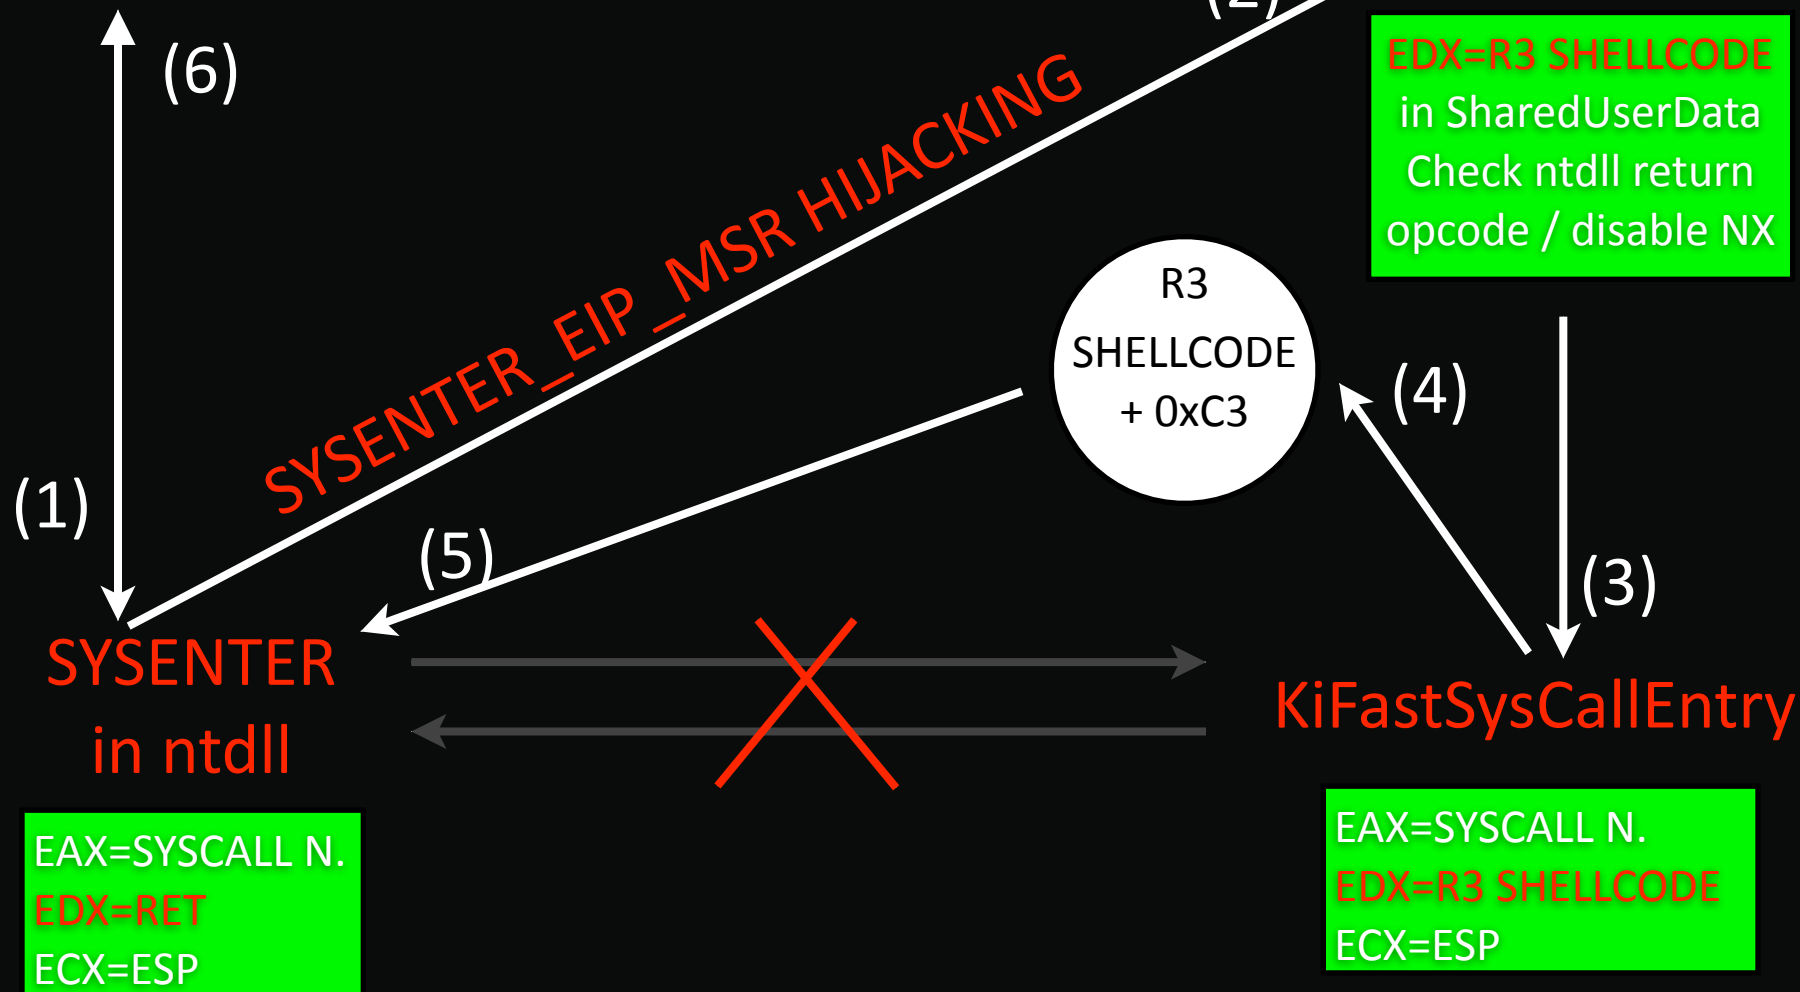 (2)
(6)
EDX=R3 SHELLCODE
in SharedUserData
Check ntdll return
opcode / disable NX
SYSENTER_EIP_MSR HIJACKING
R3
SHELLCODE
+ 0xC3
(4)
(1)
(5)
(3)
SYSENTER
in ntdll
KiFastSysCallEntry
EAX=SYSCALL N.
EDX=RET
ECX=ESP
EAX=SYSCALL N.
EDX=R3 SHELLCODE
ECX=ESP